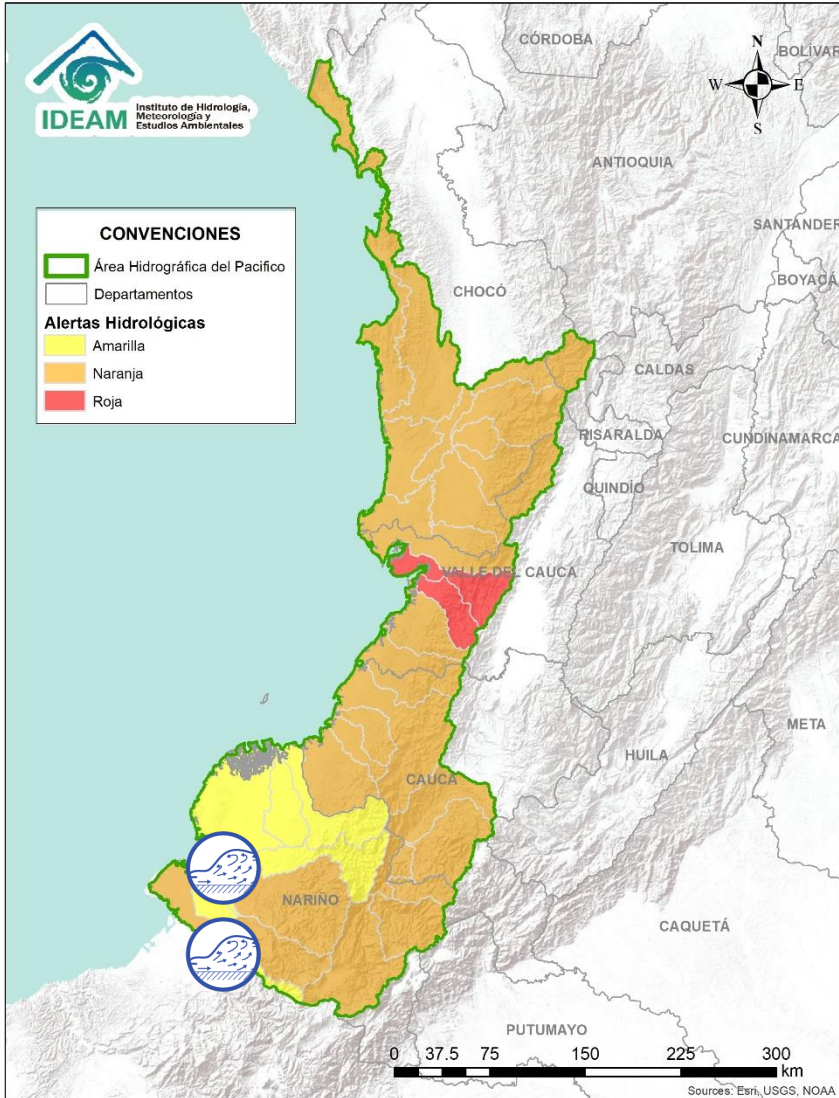 IDEAM
Instituto de Hidrología,
Meteorología y
Estudios Ambientales
CÓRDOBA
BOLÍVAR
N
W
E
S
ANTIOQUIA
SANTANDER
BOYACÁ
CONVENCIONES
Área Hidrográfica del Pacifico
Departamentos
Alertas Hidrológicas
Amarilla
Naranja
Roja
CHOCÓ
CALDAS
RISARALDA
CUNDINAMARCA
QUINDÍO
TOLIMA
VALLE DEL CAUCA
META
HUILA
CAUCA
NARIÑO
CAQUETÁ
PUTUMAYO
0 37.5 75 150 225 300
km
Sources: Esri, USGS, NOAA